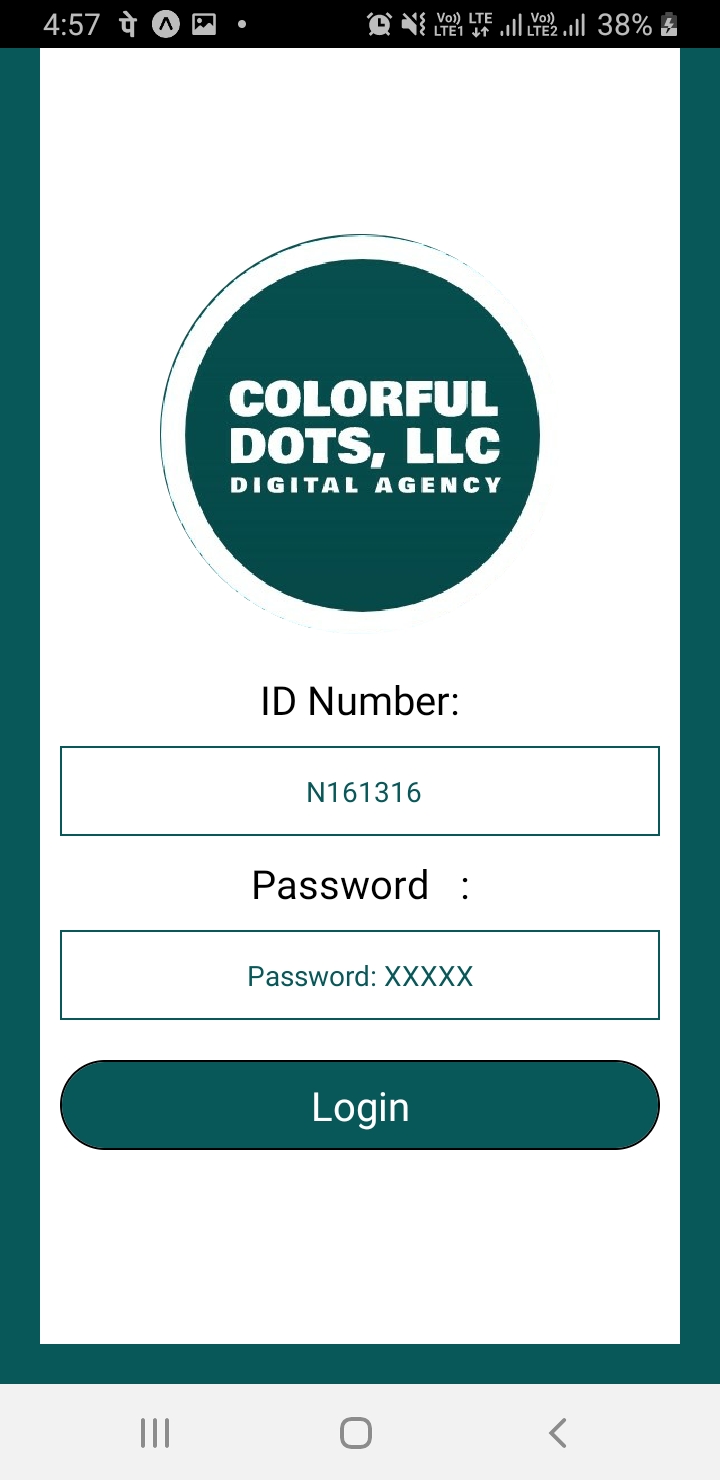 4:57 पे Vo) LTE1 LTE Vo) LTE2 38%
COLORFUL
DOTS, LLC
DIGITAL AGENCY
ID Number:
N161316
Password :
Password: XXXXX
Login